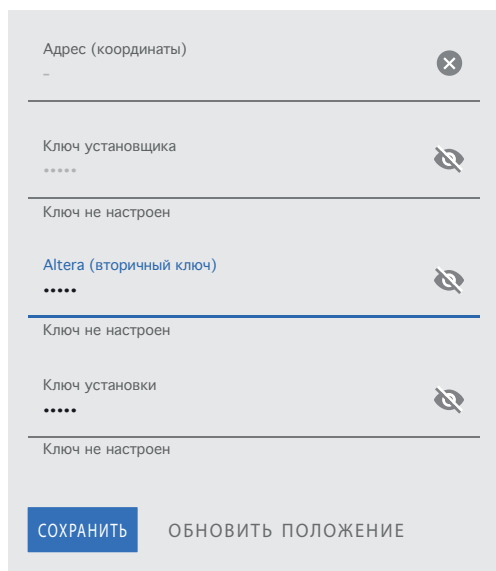 Адрес (координаты)
-
Ключ установщика
•••••
Ключ не настроен
Altera (вторичный ключ)
•••••
Ключ не настроен
Ключ установки
•••••
Ключ не настроен
СОХРАНИТЬ ОБНОВИТЬ ПОЛОЖЕНИЕ